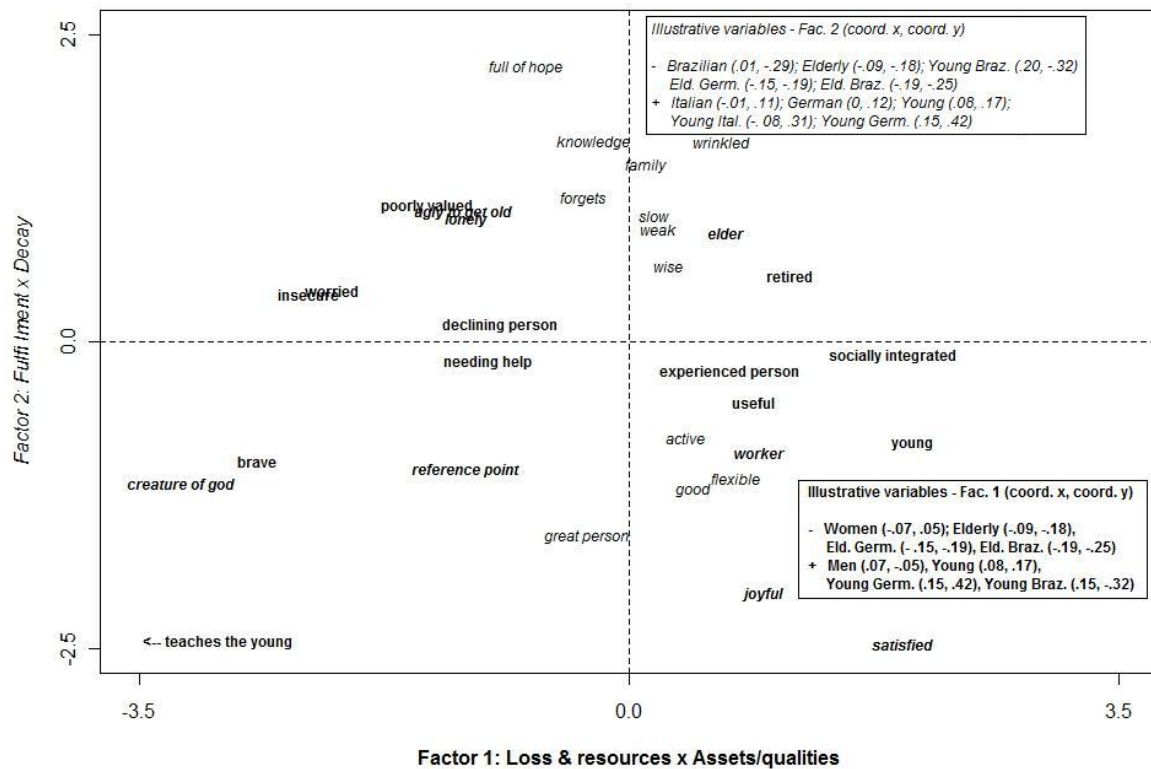 2.5
Illustrative variables - Fac. 2 (coord. x, coord. y)
- Brazilian (.01, -.29); Elderly (-.09, -.18); Young Braz. (.20, -.32)
Eld. Germ. (-.15, -.19); Eld. Braz. (-.19, -.25)
+ Italian (-.01, .11); German (0, .12); Young (.08, .17);
Young Ital. (-. 08, .31); Young Germ. (.15, .42)
full of hope
knowledge
wrinkled
family
forgets
poorly valued
ugly to get old
lonely
slow
weak
elder
wise
retired
worried
insecure
declining person
Factor 2: Fulfi lment x Decay
0.0
needing help
socially integrated
experienced person
useful
active
young
worker
brave
reference point
creature of god
flexible
good
Illustrative variables - Fac. 1 (coord. x, coord. y)
- Women (-.07, .05); Elderly (-.09, -.18),
Eld. Germ. (- .15, -.19), Eld. Braz. (-.19, -.25)
+ Men (.07, -.05), Young (.08, .17),
Young Germ. (.15, .42), Young Braz. (.15, -.32)
great person
joyful
<-- teaches the young
satisfied
-2.5
-3.5
0.0
3.5
Factor 1: Loss & resources x Assets/qualities